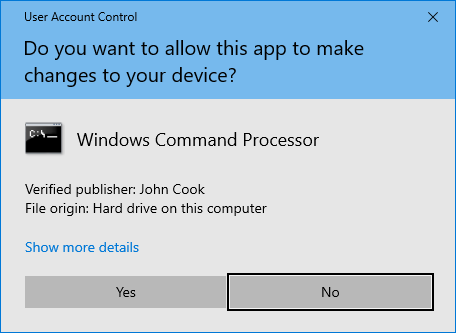 User Account Control
Do you want to allow this app to make
changes to your device?
C:\_
Windows Command Processor
Verified publisher: John Cook
File origin: Hard drive on this computer
Show more details
Yes
No